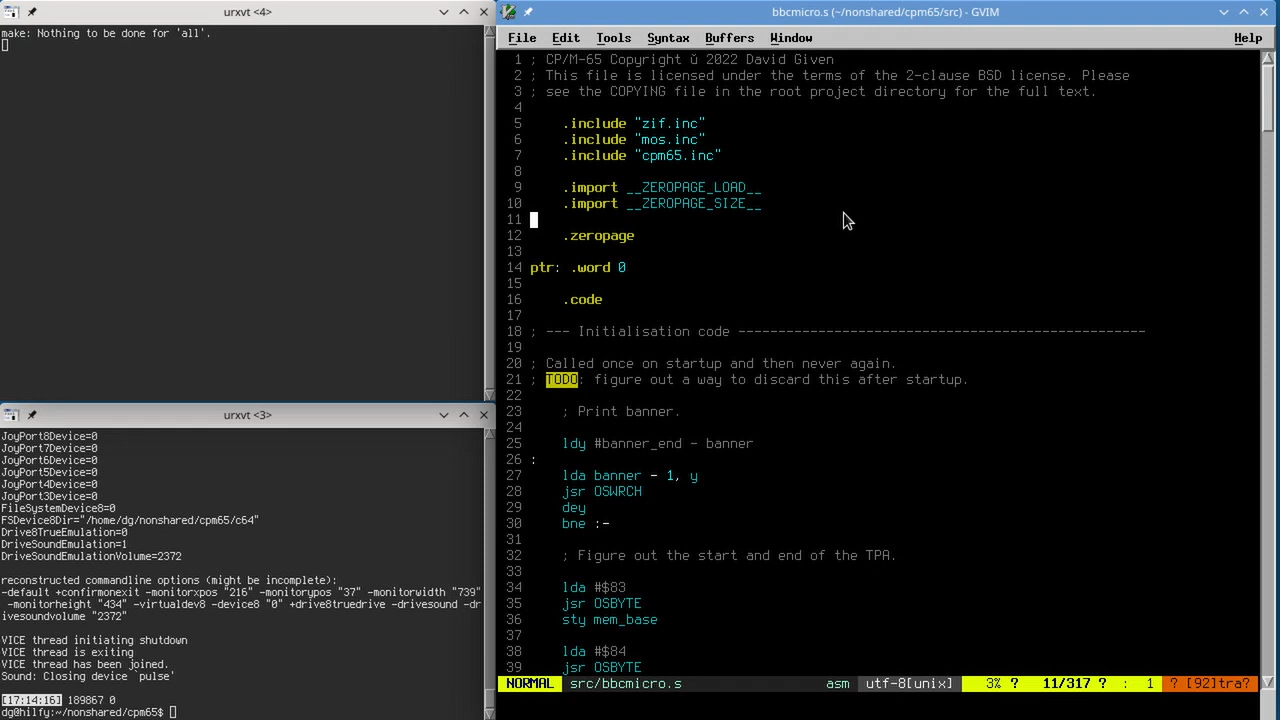 urxvt <4>
make: Nothing to be done for 'all'.
urxvt <3>
JoyPort8Device=0
JoyPort7Device=0
JoyPort6Device=0
JoyPort5Device=0
JoyPort4Device=0
JoyPort3Device=0
FileSystemDevice8=0
FSDevice8Dir="/home/dg/nonshared/cpm65/c64"
Drive8TrueEmulation=0
DriveSoundEmulation=1
DriveSoundEmulationVolume=2372
reconstructed commandline options (might be incomplete):
-default +confirmonexit -monitorxpos "216" -monitorypos "37" -monitorwidth "739"
 -monitorheight "434" -virtualdev8 -device8 "0" +drive8truedrive -drivesound -dr
ivesoundvolume "2372"
VICE thread initiating shutdown
VICE thread is exiting
VICE thread has been joined.
Sound: Closing device `pulse'
[17:14:16] 189867 0
dg@hilfy:~/nonshared/cpm65$
bbcmicro.s (~/nonshared/cpm65/src) - GVIM
File Edit Tools Syntax Buffers Window Help
1 ; CP/M-65 Copyright ŭ 2022 David Given
2 ; This file is licensed under the terms of the 2-clause BSD license. Please
3 ; see the COPYING file in the root project directory for the full text.
4
5 .include "zif.inc"
6 .include "mos.inc"
7 .include "cpm65.inc"
8
9 .import __ZEROPAGE_LOAD__
10 .import __ZEROPAGE_SIZE__
11
12 .zeropage
13
14 ptr: .word 0
15
16 .code
17
18 ; --- Initialisation code ---------------------------------------------------
19
20 ; Called once on startup and then never again.
21 ; TODO: figure out a way to discard this after startup.
22
23 ; Print banner.
24
25 ldy #banner_end - banner
26 :
27 lda banner - 1, y
28 jsr OSWRCH
29 dey
30 bne :-
31
32 ; Figure out the start and end of the TPA.
33
34 lda #$83
35 jsr OSBYTE
36 sty mem_base
37
38 lda #$84
39 jsr OSBYTE
NORMAL src/bbcmicro.s asm utf-8[unix] 3% ? 11/317 ? : 1 ? [92]tra?